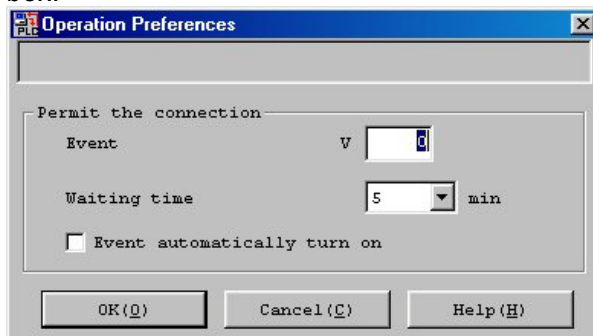 Operation Preferences
Permit the connection
Event V 0
Waiting time 5 min
Event automatically turn on
OK(O) Cancel(C) Help(H)